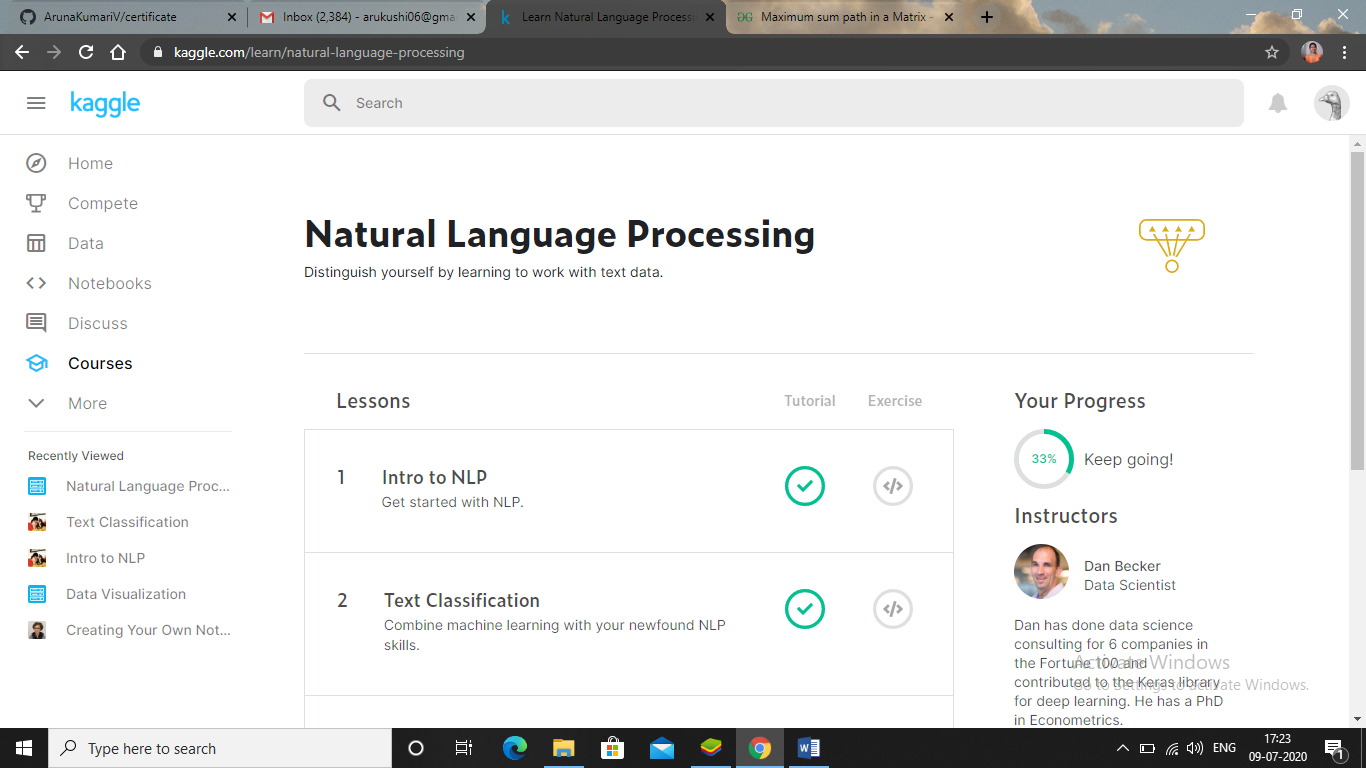 ArunaKumariV/certificate
Inbox (2,384) - arukushi06@gma
Learn Natural Language Processi
Maximum sum path in a Matrix -
kaggle.com/learn/natural-language-processing
kaggle
Search
Home
Compete
Data
Notebooks
Discuss
Courses
More
Recently Viewed
Natural Language Proc...
Text Classification
Intro to NLP
Data Visualization
Creating Your Own Not...
Natural Language Processing
Distinguish yourself by learning to work with text data.
Lessons
Tutorial
Exercise
1
Intro to NLP
Get started with NLP.
2
Text Classification
Combine machine learning with your newfound NLP
skills.
Your Progress
33%
Keep going!
Instructors
Dan Becker
Data Scientist
Dan has done data science
consulting for 6 companies in
the Fortune 100 and
contributed to the Keras library
for deep learning. He has a PhD
in Econometrics.
Activate Windows
Go to Settings to activate Windows.
Type here to search
ENG
17:23
09-07-2020
1